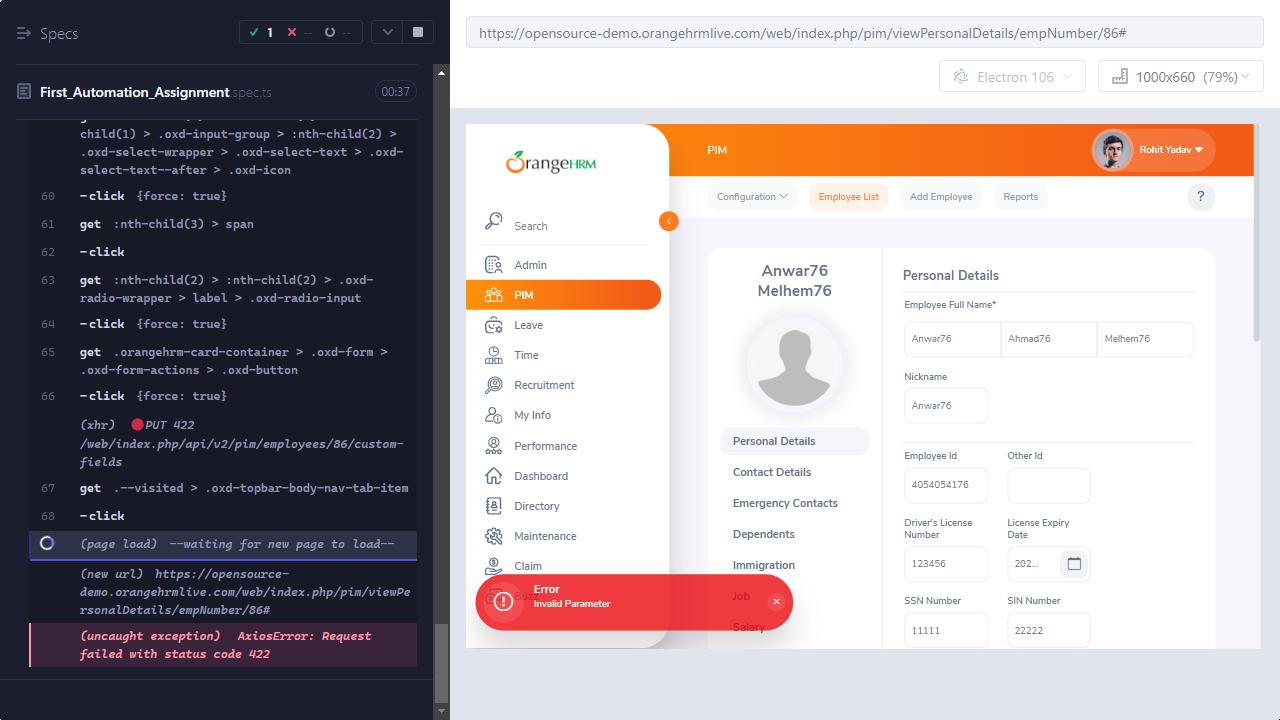 Specs
1
--
--
First_Automation_Assignment.spec.ts
00:37
child(1) > .oxd-input-group > :nth-child(2) >
.oxd-select-wrapper > .oxd-select-text > .oxd-
select-text--after > .oxd-icon
60 -click {force: true}
61 get :nth-child(3) > span
62 -click
63 get :nth-child(2) > :nth-child(2) > .oxd-
radio-wrapper > label > .oxd-radio-input
64 -click {force: true}
65 get .orangehrm-card-container > .oxd-form >
.oxd-form-actions > .oxd-button
66 -click {force: true}
(xhr) PUT 422
/web/index.php/api/v2/pim/employees/86/custom-
fields
67 get .--visited > .oxd-topbar-body-nav-tab-item
68 -click
(page load) --waiting for new page to load--
(new url) https://opensource-
demo.orangehrmlive.com/web/index.php/pim/viewPe
rsonalDetails/empNumber/86#
(uncaught exception) AxiosError: Request
failed with status code 422
https://opensource-demo.orangehrmlive.com/web/index.php/pim/viewPersonalDetails/empNumber/86#
Electron 106
1000x660 (79%)
OrangeHRM
Search
Admin
PIM
Leave
Time
Recruitment
My Info
Performance
Dashboard
Directory
Maintenance
Claim
Buzz
PIM
Rohit Yadav
Configuration
Employee List
Add Employee
Reports
?
Anwar76
Melhem76
Personal Details
Contact Details
Emergency Contacts
Dependents
Immigration
Job
Salary
Personal Details
Employee Full Name*
Anwar76
Ahmad76
Melhem76
Nickname
Anwar76
Employee Id
Other Id
4054054176
Driver's License
Number
License Expiry
Date
123456
202...
SSN Number
SIN Number
11111
22222
Error
Invalid Parameter